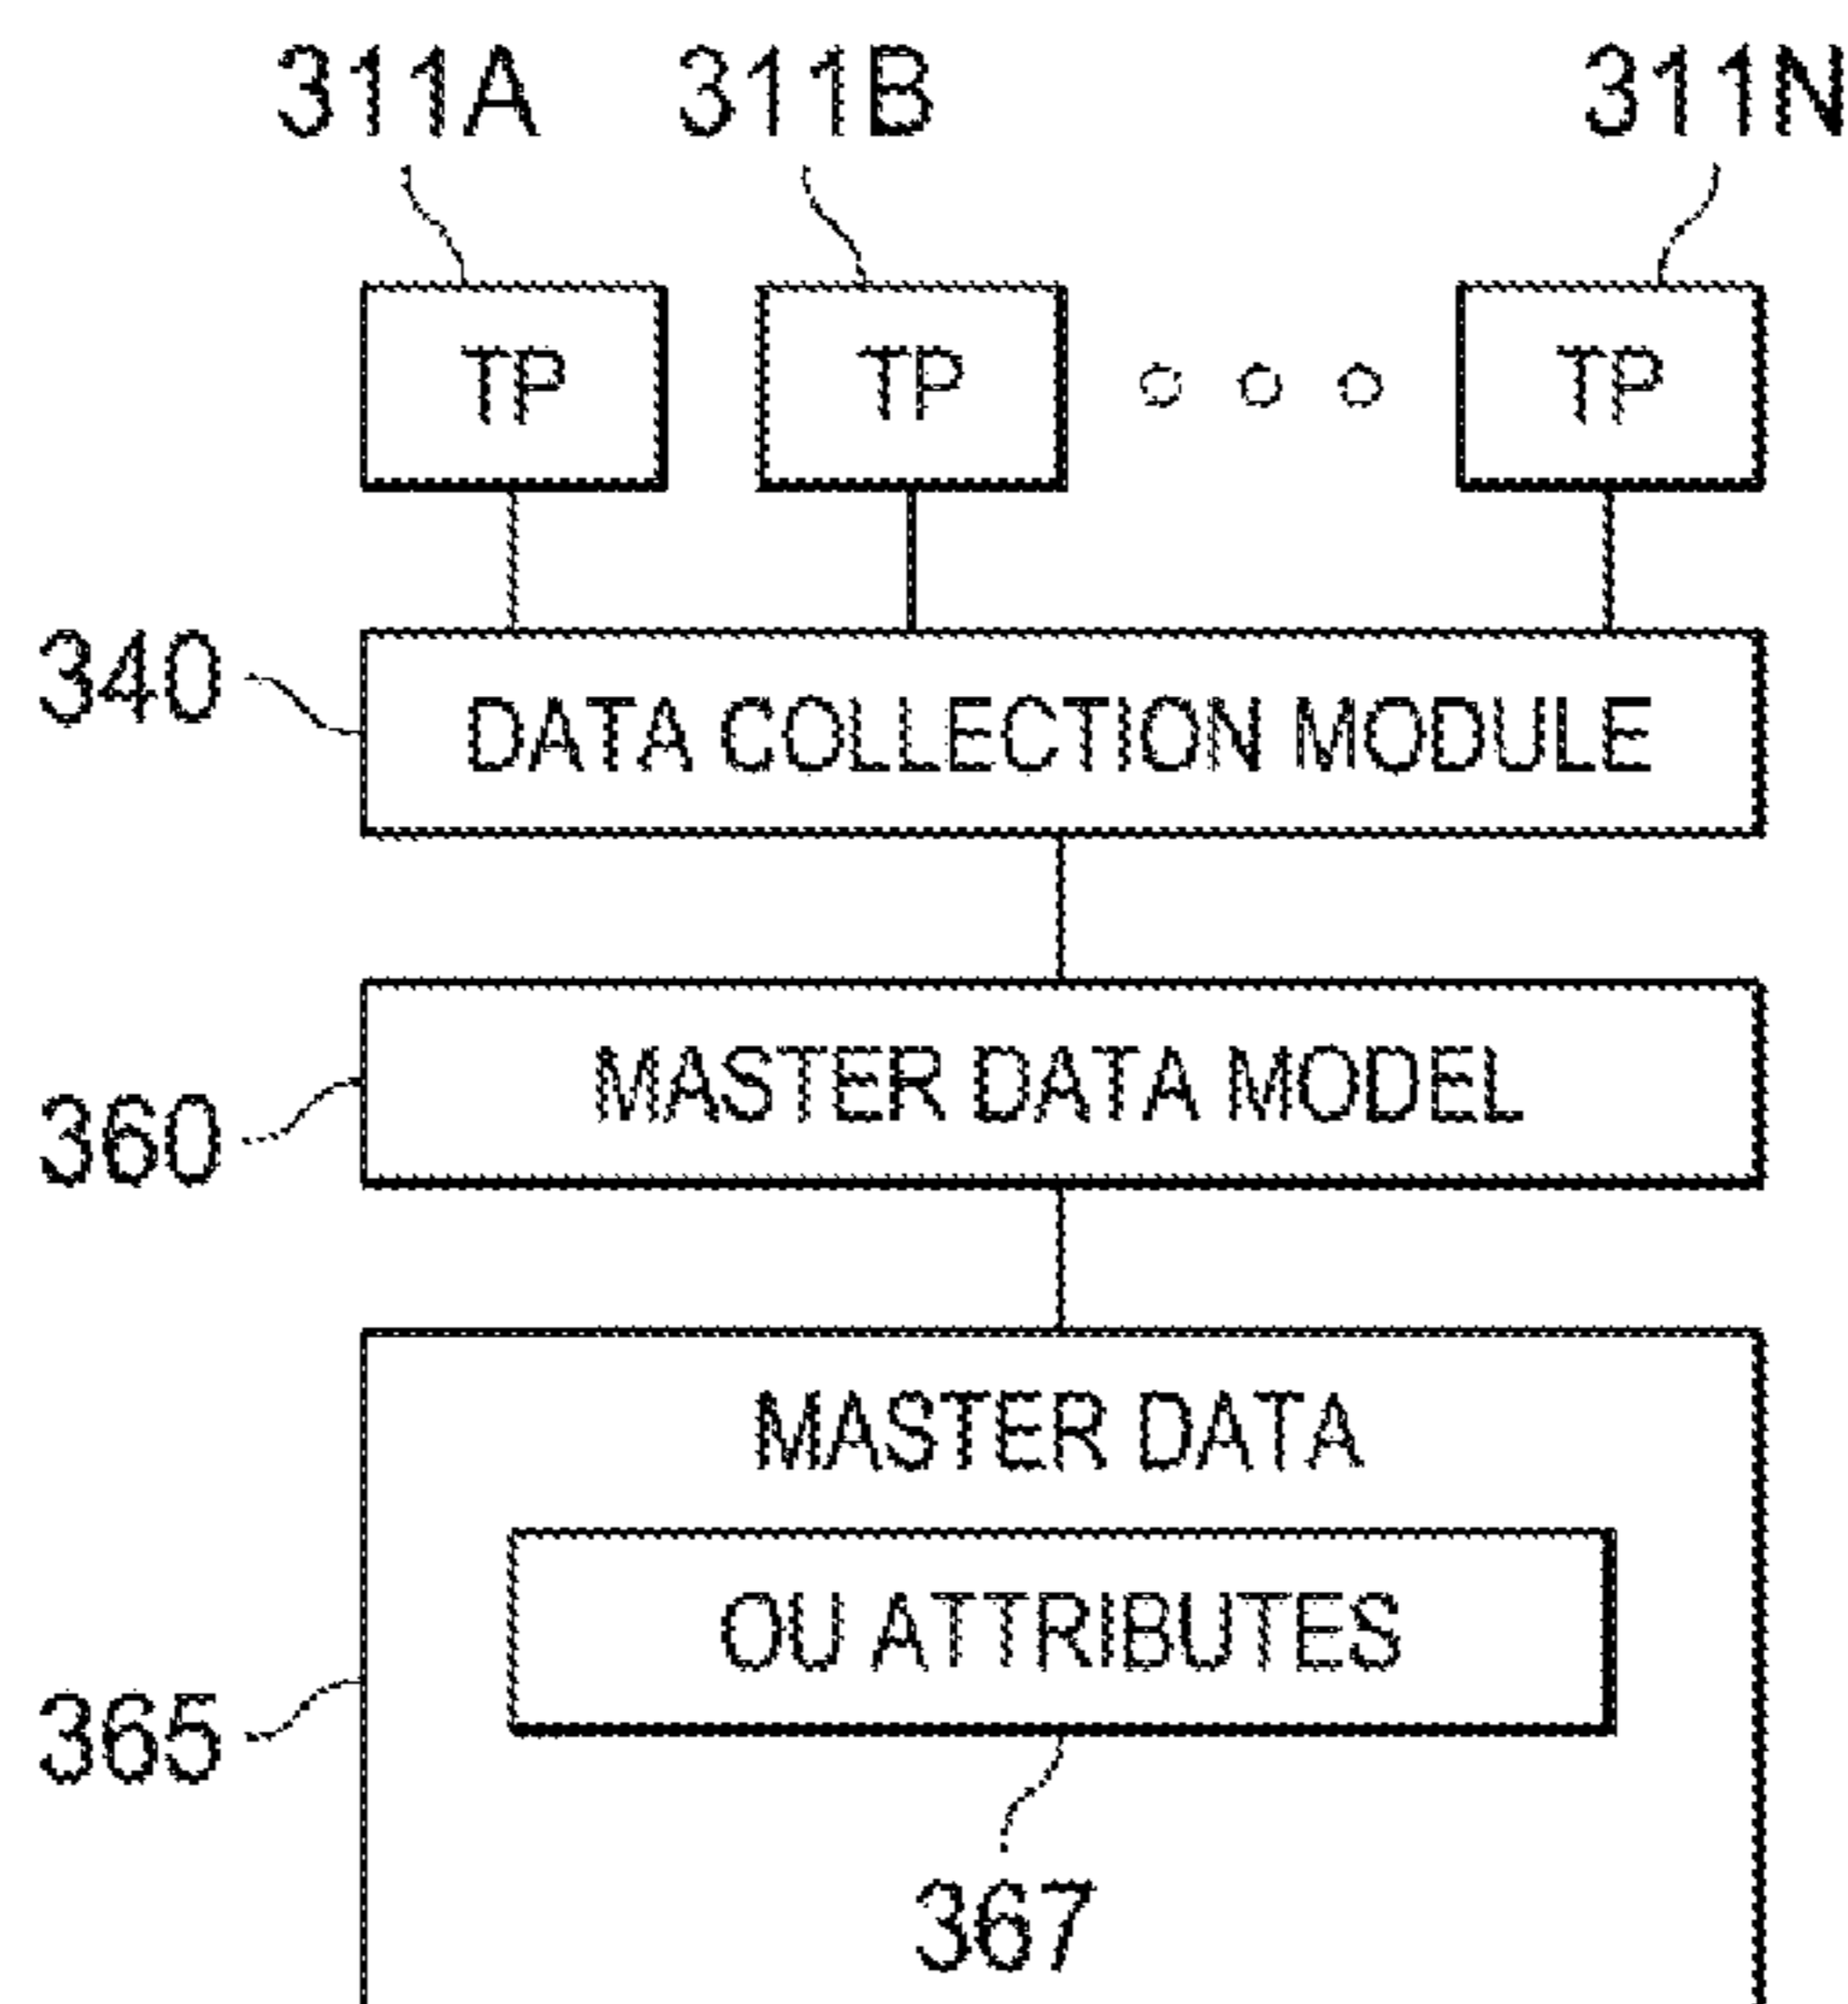 311A 311B 311N
TP TP TP
340 DATA COLLECTION MODULE
360 MASTER DATA MODEL
MASTER DATA
OU ATTRIBUTES
365
367